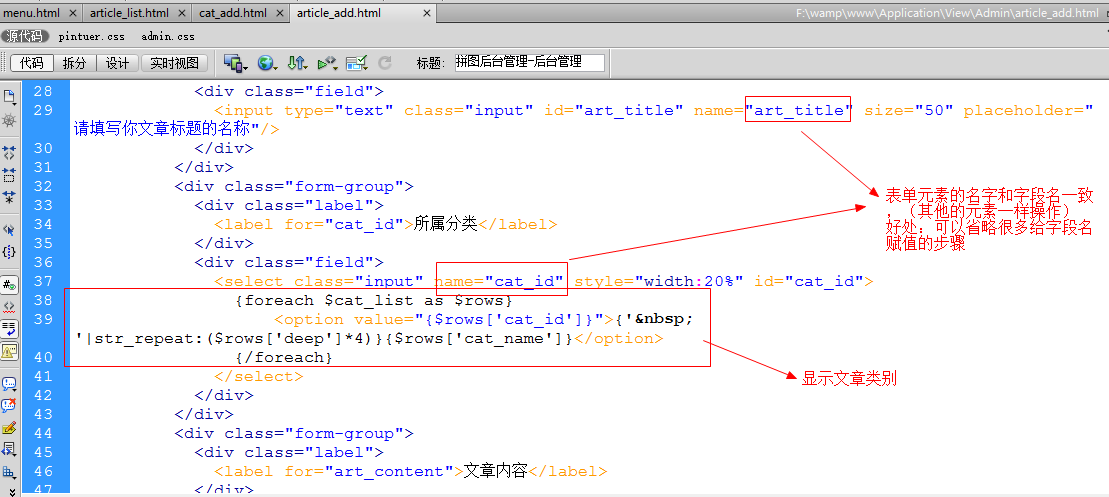 menu.html × article_list.html × cat_add.html × article_add.html × F:\wamp\www\Application\View\Admin\article_add.html
源代码 pintuer.css admin.css
代码 拆分 设计 实时视图 标题: 拼图后台管理-后台管理
28 <div class="field">
29 <input type="text" class="input" id="art_title" name="art_title" size="50" placeholder="
请填写你文章标题的名称"/>
30 </div>
31 </div>
32 <div class="form-group">
33 <div class="label">
34 <label for="cat_id">所属分类</label>
35 </div>
36 <div class="field">
37 <select class="input" name="cat_id" style="width:20%" id="cat_id">
38 {foreach $cat_list as $rows}
39 <option value="{$rows['cat_id']}">{'&nbsp;
'|str_repeat:($rows['deep']*4)}{$rows['cat_name']}</option>
40 {/foreach}
41 </select>
42 </div>
43 </div>
44 <div class="form-group">
45 <div class="label">
46 <label for="art_content">文章内容</label>
47 </div>
表单元素的名字和字段名一致
，（其他的元素一样操作）
好处：可以省略很多给字段名
赋值的步骤
显示文章类别